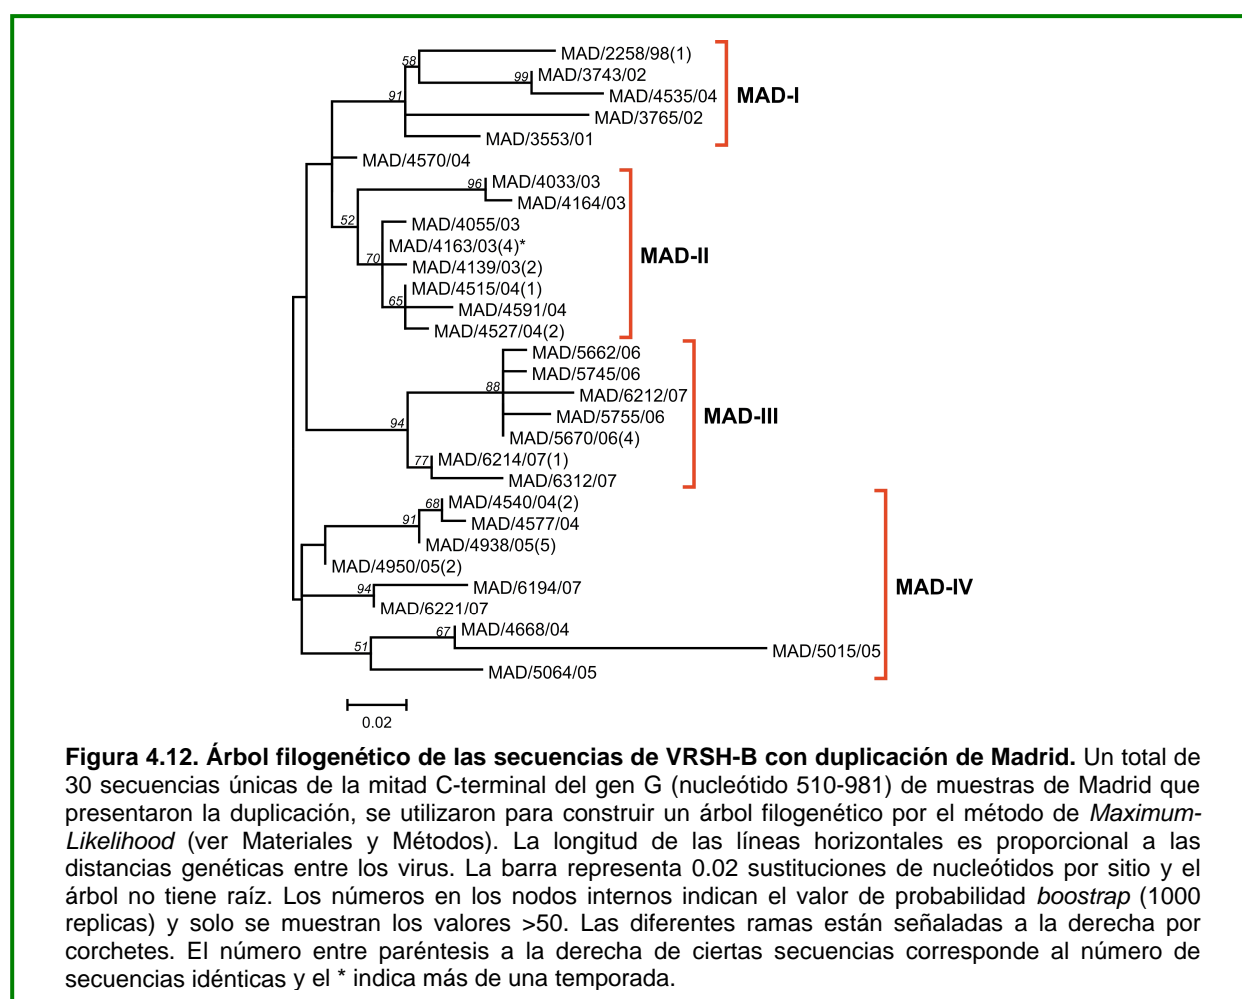 58
MAD/2258/98(1)
99
MAD/3743/02
MAD/4535/04
91
MAD/3765/02
MAD/3553/01
MAD-I
MAD/4570/04
96
MAD/4033/03
MAD/4164/03
52
MAD/4055/03
MAD/4163/03(4)*
70
MAD/4139/03(2)
MAD/4515/04(1)
65
MAD/4591/04
MAD/4527/04(2)
MAD-II
MAD/5662/06
MAD/5745/06
88
MAD/6212/07
MAD/5755/06
MAD/5670/06(4)
94
77
MAD/6214/07(1)
MAD/6312/07
MAD-III
68
MAD/4540/04(2)
91
MAD/4577/04
MAD/4938/05(5)
MAD/4950/05(2)
94
MAD/6194/07
MAD/6221/07
67
MAD/4668/04
51
MAD/5015/05
MAD/5064/05
MAD-IV
0.02
Figura 4.12. Árbol filogenético de las secuencias de VRSH-B con duplicación de Madrid. Un total de
30 secuencias únicas de la mitad C-terminal del gen G (nucleótido 510-981) de muestras de Madrid que
presentaron la duplicación, se utilizaron para construir un árbol filogenético por el método de Maximum-
Likelihood (ver Materiales y Métodos). La longitud de las líneas horizontales es proporcional a las
distancias genéticas entre los virus. La barra representa 0.02 sustituciones de nucleótidos por sitio y el
árbol no tiene raíz. Los números en los nodos internos indican el valor de probabilidad boostrap (1000
replicas) y solo se muestran los valores >50. Las diferentes ramas están señaladas a la derecha por
corchetes. El número entre paréntesis a la derecha de ciertas secuencias corresponde al número de
secuencias idénticas y el * indica más de una temporada.